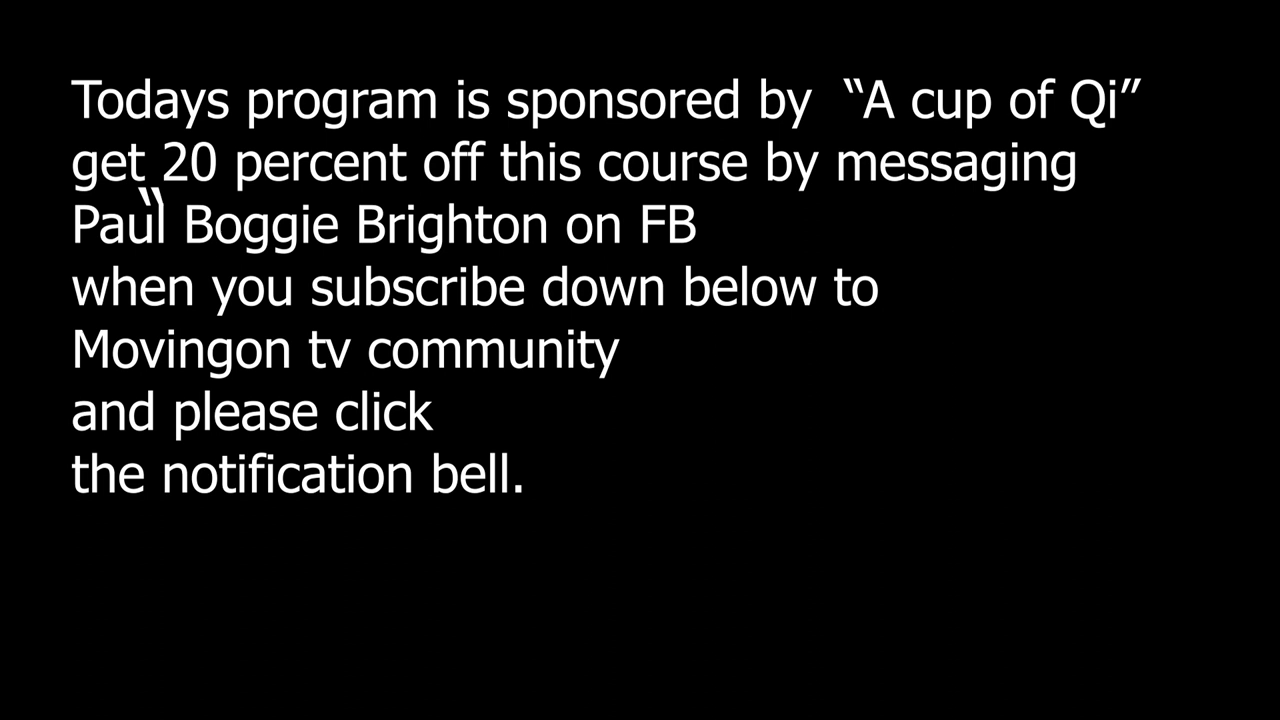 Todays program is sponsored by  “A cup of Qi”
get 20 percent off this course by messaging
“
Paul Boggie Brighton on FB
when you subscribe down below to
Movingon tv community
and please click
the notification bell.